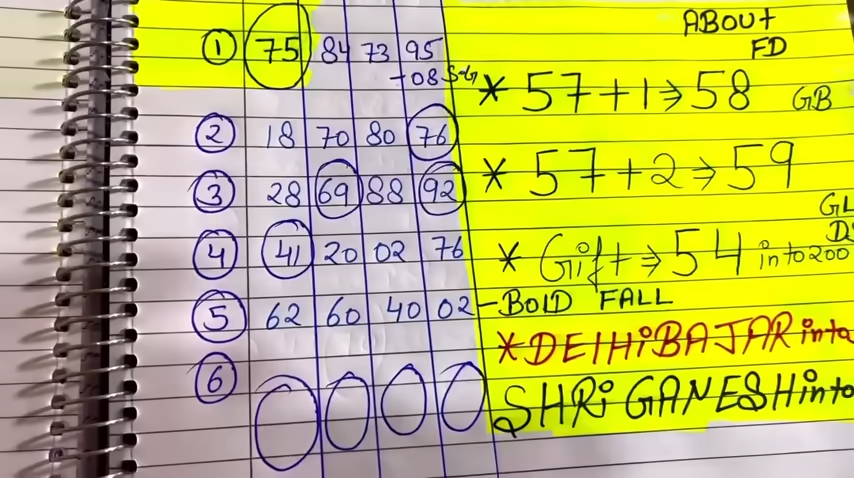 ① 75 84 73 95
-08 S-G
② 18 70 80 76
③ 28 69 88 92
④ 41 20 02 76
⑤ 62 60 40 02 - BOLD FALL
⑥
ABOUT
FD
* 57+1⇒58 GB
* 57+2⇒59
GL
* Gift⇒54 into 200
*DElHiBAJAR into
SHRi GANESH into